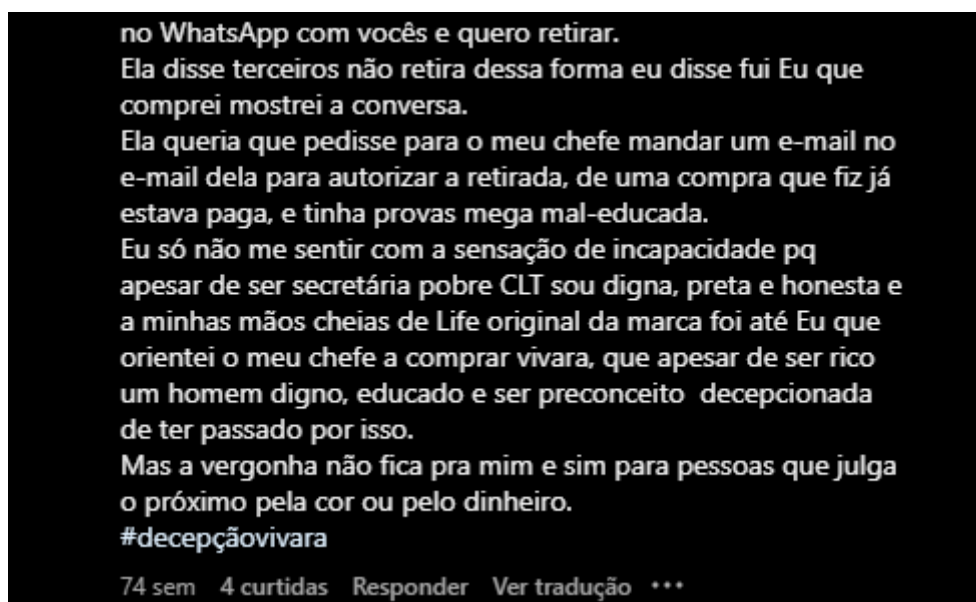 no WhatsApp com vocês e quero retirar.
Ela disse terceiros não retira dessa forma eu disse fui Eu que
comprei mostrei a conversa.
Ela queria que pedisse para o meu chefe mandar um e-mail no
e-mail dela para autorizar a retirada, de uma compra que fiz já
estava paga, e tinha provas mega mal-educada.
Eu só não me sentir com a sensação de incapacidade pq
apesar de ser secretária pobre CLT sou digna, preta e honesta e
a minhas mãos cheias de Life original da marca foi até Eu que
orientei o meu chefe a comprar vivara, que apesar de ser rico
um homem digno, educado e ser preconceito  decepcionada
de ter passado por isso.
Mas a vergonha não fica pra mim e sim para pessoas que julga
o próximo pela cor ou pelo dinheiro.
#decepçãovivara
74 sem 4 curtidas Responder Ver tradução •••